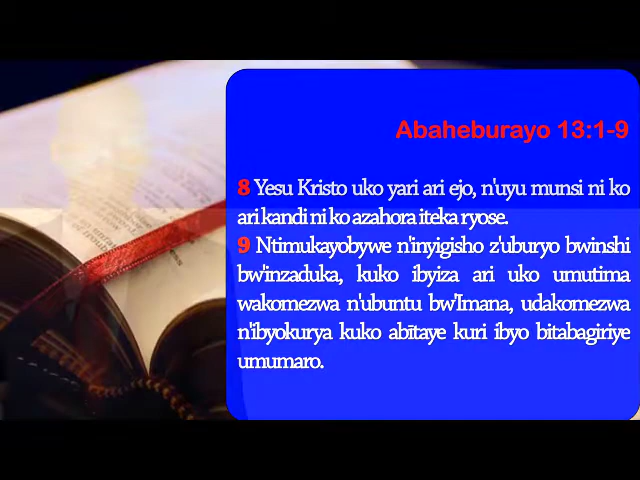 Abaheburayo 13:1-9
8 Yesu Kristo uko yari ari ejo, n'uyu munsi ni ko
ari kandi ni ko azahora iteka ryose.
9 Ntimukayobywe n'inyigisho z'uburyo bwinshi
bw'inzaduka, kuko ibyiza ari uko umutima
wakomezwa n'ubuntu bw'Imana, udakomezwa
n'ibyokurya kuko abītaye kuri ibyo bitabagiriye
umumaro.